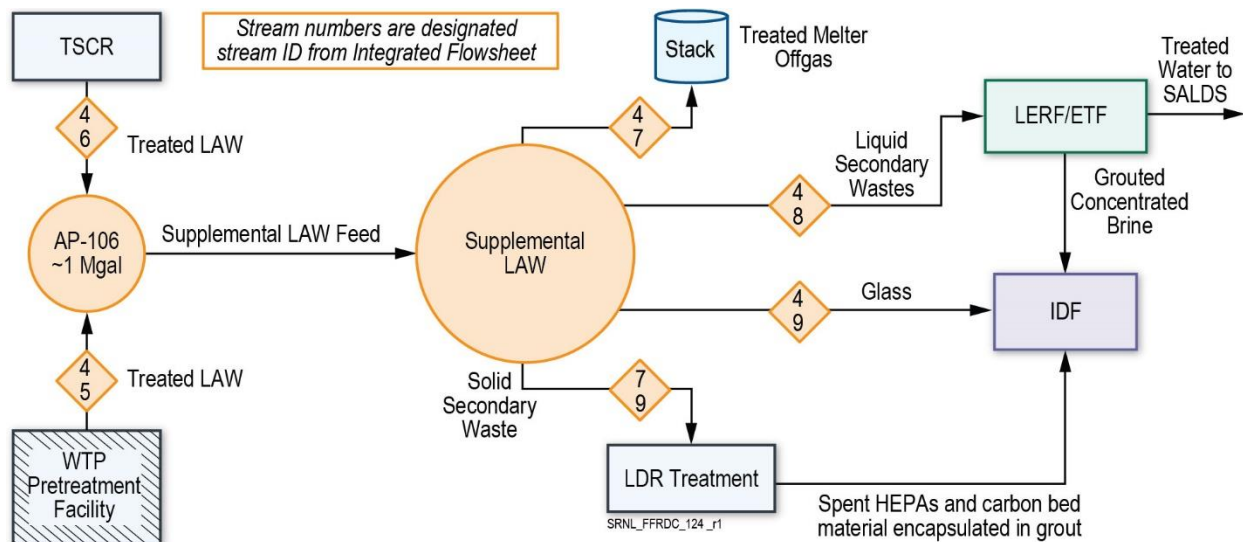 TSCR
Stream numbers are designated
stream ID from Integrated Flowsheet
Stack
Treated Melter
Offgas
4
6
Treated LAW
4
7
LERF/ETF
Treated
Water to
SALDS
Liquid
Secondary
Wastes
4
8
Grouted
Concentrated
Brine
AP-106
~1 Mgal
Supplemental LAW Feed
Supplemental
LAW
Glass
4
9
IDF
4
5
Treated LAW
Solid
Secondary
Waste
7
9
WTP
Pretreatment
Facility
LDR Treatment
SRNL_FFRDC_124 _r1
Spent HEPAs and carbon bed
material encapsulated in grout